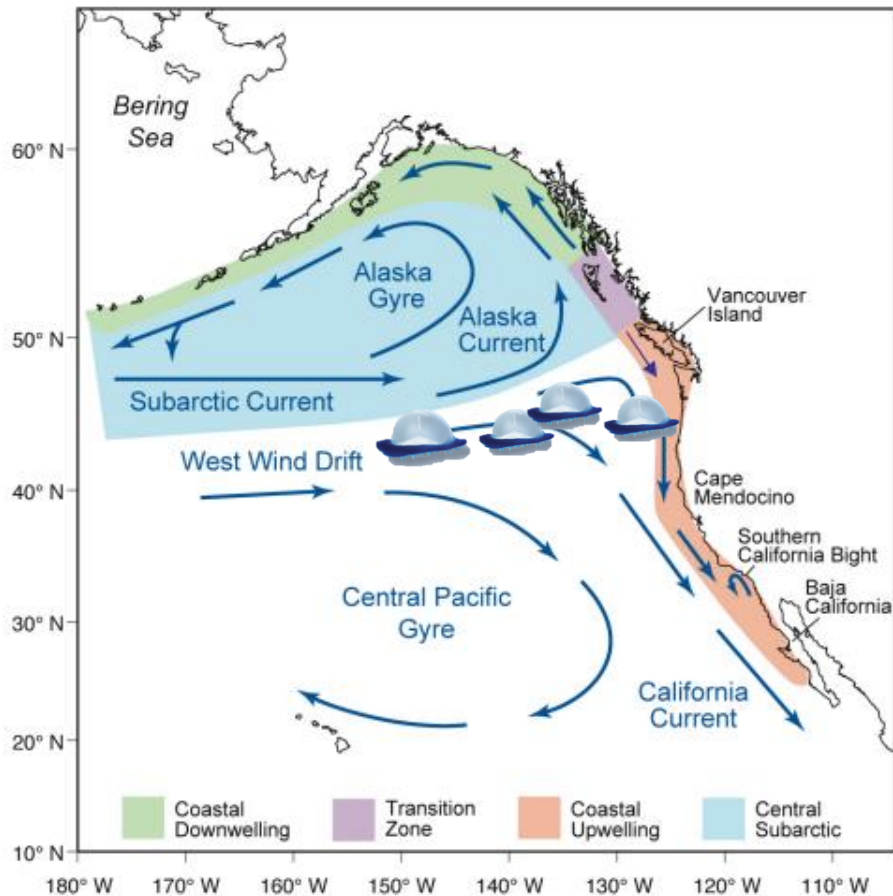 Bering
Sea
60° N
50° N
40° N
30° N
20° N
10° N
Alaska
Gyre
Alaska
Current
Subarctic Current
West Wind Drift
Central Pacific
Gyre
California
Current
Vancouver
Island
Cape
Mendocino
Southern
California Bight
Baja
California
Coastal
Downwelling
Transition
Zone
Coastal
Upwelling
Central
Subarctic
180° W
170° W
160° W
150° W
140° W
130° W
120° W
110° W